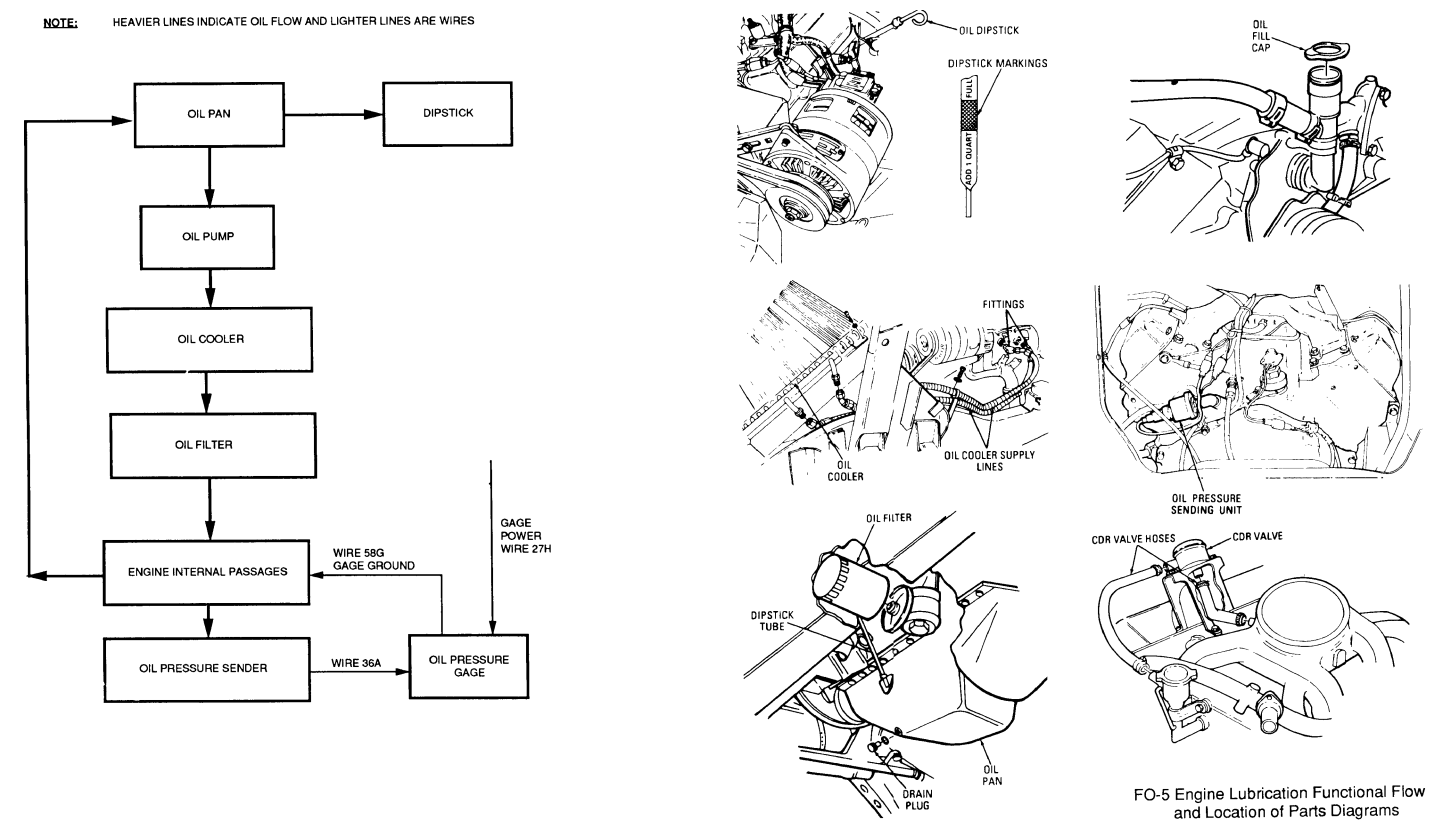 NOTE: HEAVIER LINES INDICATE OIL FLOW AND LIGHTER LINES ARE WIRES
OIL PAN
DIPSTICK
OIL PUMP
OIL COOLER
OIL FILTER
ENGINE INTERNAL PASSAGES
OIL PRESSURE SENDER
WIRE 58G
GAGE GROUND
WIRE 36A
GAGE
POWER
WIRE 27H
OIL PRESSURE
GAGE
OIL DIPSTICK
DIPSTICK MARKINGS
FULL
ADD 1 QUART
OIL
FILL
CAP
FITTINGS
OIL
COOLER
OIL COOLER SUPPLY
LINES
OIL PRESSURE
SENDING UNIT
OIL FILTER
DIPSTICK
TUBE
DRAIN
PLUG
OIL
PAN
CDR VALVE HOSES
CDR VALVE
FO-5 Engine Lubrication Functional Flow
and Location of Parts Diagrams